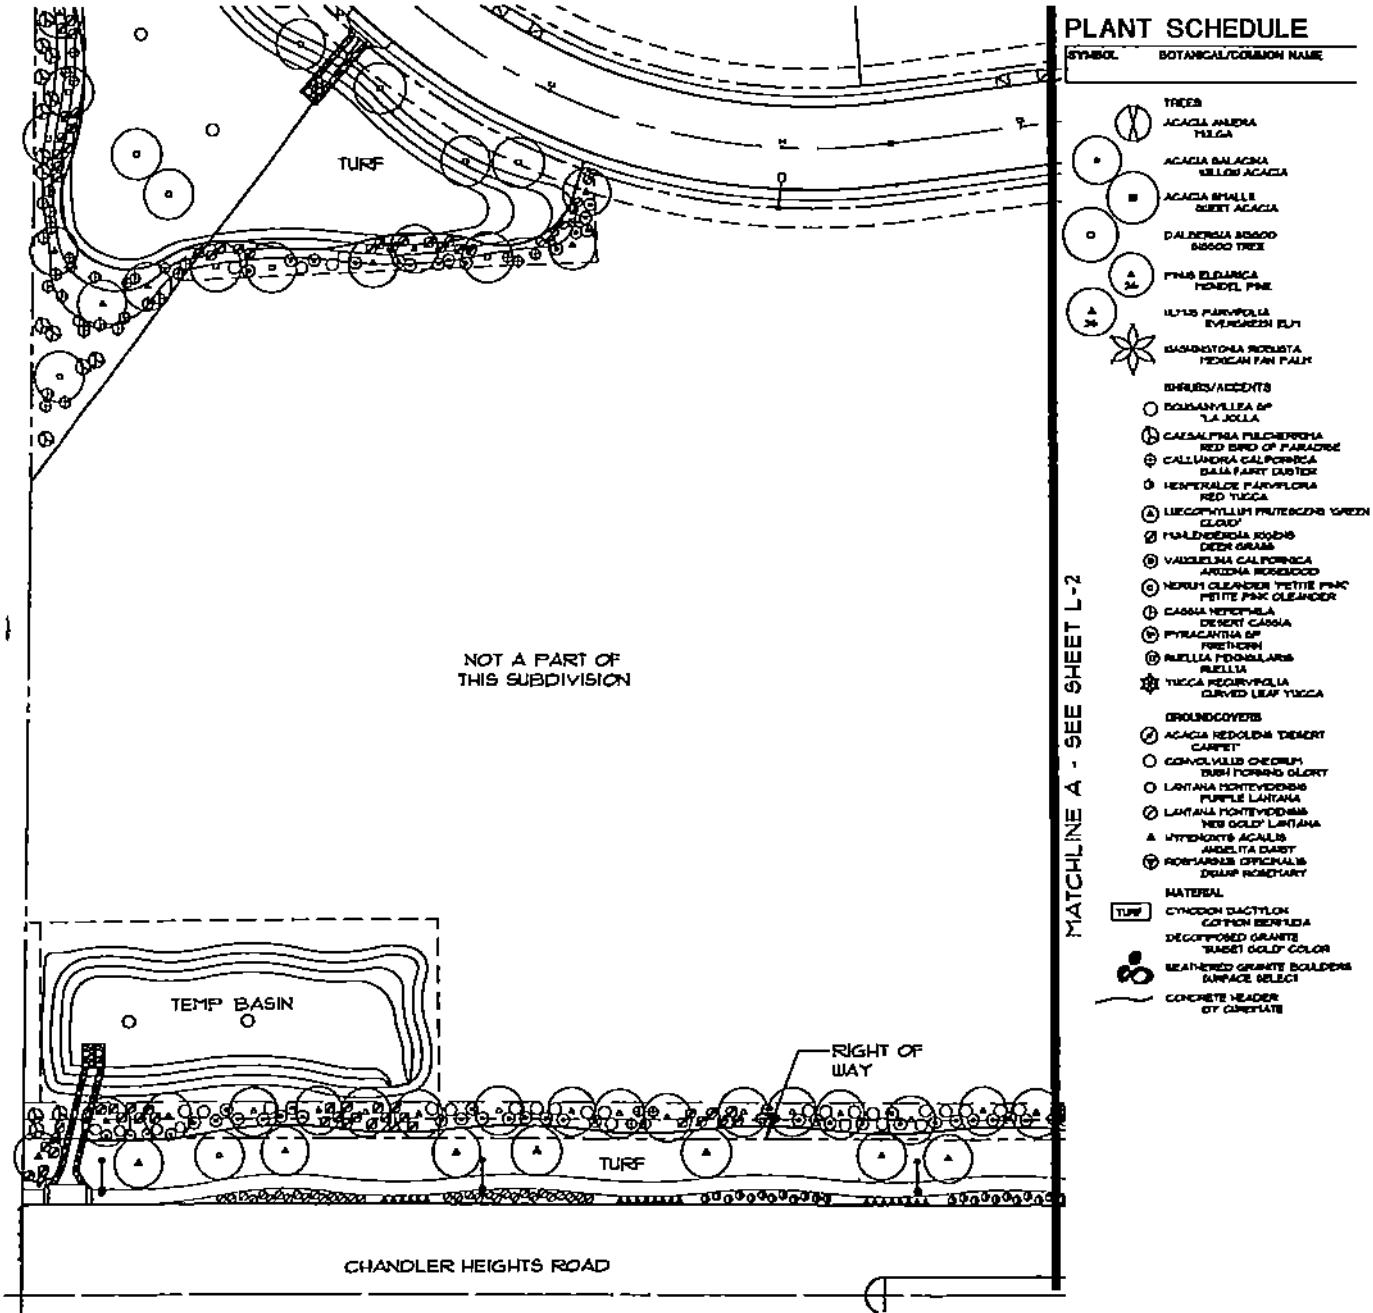 PLANT SCHEDULE
SYMBOL BOTANICAL/COMMON NAME
TREES
ACACIA ANEURA
MULGA
ACACIA SALICINA
WILLOW ACACIA
ACACIA SMALLII
SWEET ACACIA
DALBERGIA SISSOO
SISSOO TREE
PINUS ELDARICA
MONDEL PINE
ULMUS PARVIFOLIA
EVERGREEN ELM
WASHINGTONIA ROBUSTA
MEXICAN FAN PALM
SHRUBS/ACCENTS
BOUGANVILLEA SP
'LA JOLLA
CAESALPINIA PULCHERRIMA
RED BIRD OF PARADISE
CALLIANDRA CALIFORNICA
BAJA FAIRY DUSTER
HESPERALOE PARVIFLORA
RED YUCCA
LUECOPHYLLUM FRUTESCENS 'GREEN
CLOUD'
MUHLENBERGIA RIGENS
DEER GRASS
VAUQUELINA CALIFORNICA
ARIZONA ROSEWOOD
NERIUM OLEANDER 'PETITE PINK'
PETITE PINK OLEANDER
CASSIA NEMOPHILA
DESERT CASSIA
PYRACANTHA SP
FIRETHORN
RUELLIA PENINSULARIS
RUELLIA
YUCCA RECURVIFOLIA
CURVED LEAF YUCCA
GROUNDCOVERS
ACACIA REDOLENS 'DESERT
CARPET'
CONVOLVULUS CNEORUM
BUSH MORNING GLORY
LANTANA MONTEVIDENSIS
PURPLE LANTANA
LANTANA MONTEVIDENSIS
'NEW GOLD' LANTANA
HYMENOXYS ACAULIS
ANGELITA DAISY
ROSMARINUS OFFICINALIS
DWARF ROSEMARY
MATERIAL
TURF CYNODON DACTYLON
COMMON BERMUDA
DECOMPOSED GRANITE
'SUNSET GOLD' COLOR
WEATHERED GRANITE BOULDERS
SURFACE SELECT
CONCRETE HEADER
BY CURBMATE
TURF
NOT A PART OF
THIS SUBDIVISION
MATCHLINE A - SEE SHEET L-2
TEMP BASIN
RIGHT OF
WAY
TURF
CHANDLER HEIGHTS ROAD